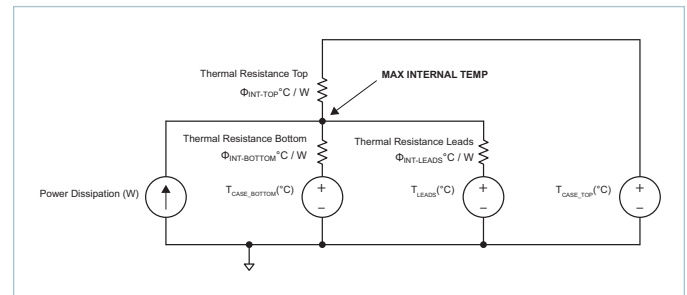 Thermal Resistance Top
MAX INTERNAL TEMP
ΦINT-TOP°C / W
Thermal Resistance Bottom
Thermal Resistance Leads
ΦINT-BOTTOM°C / W
ΦINT-LEADS°C / W
Power Dissipation (W)
TCASE_BOTTOM(°C)
+
–
TLEADS(°C)
+
–
TCASE_TOP(°C)
+
–